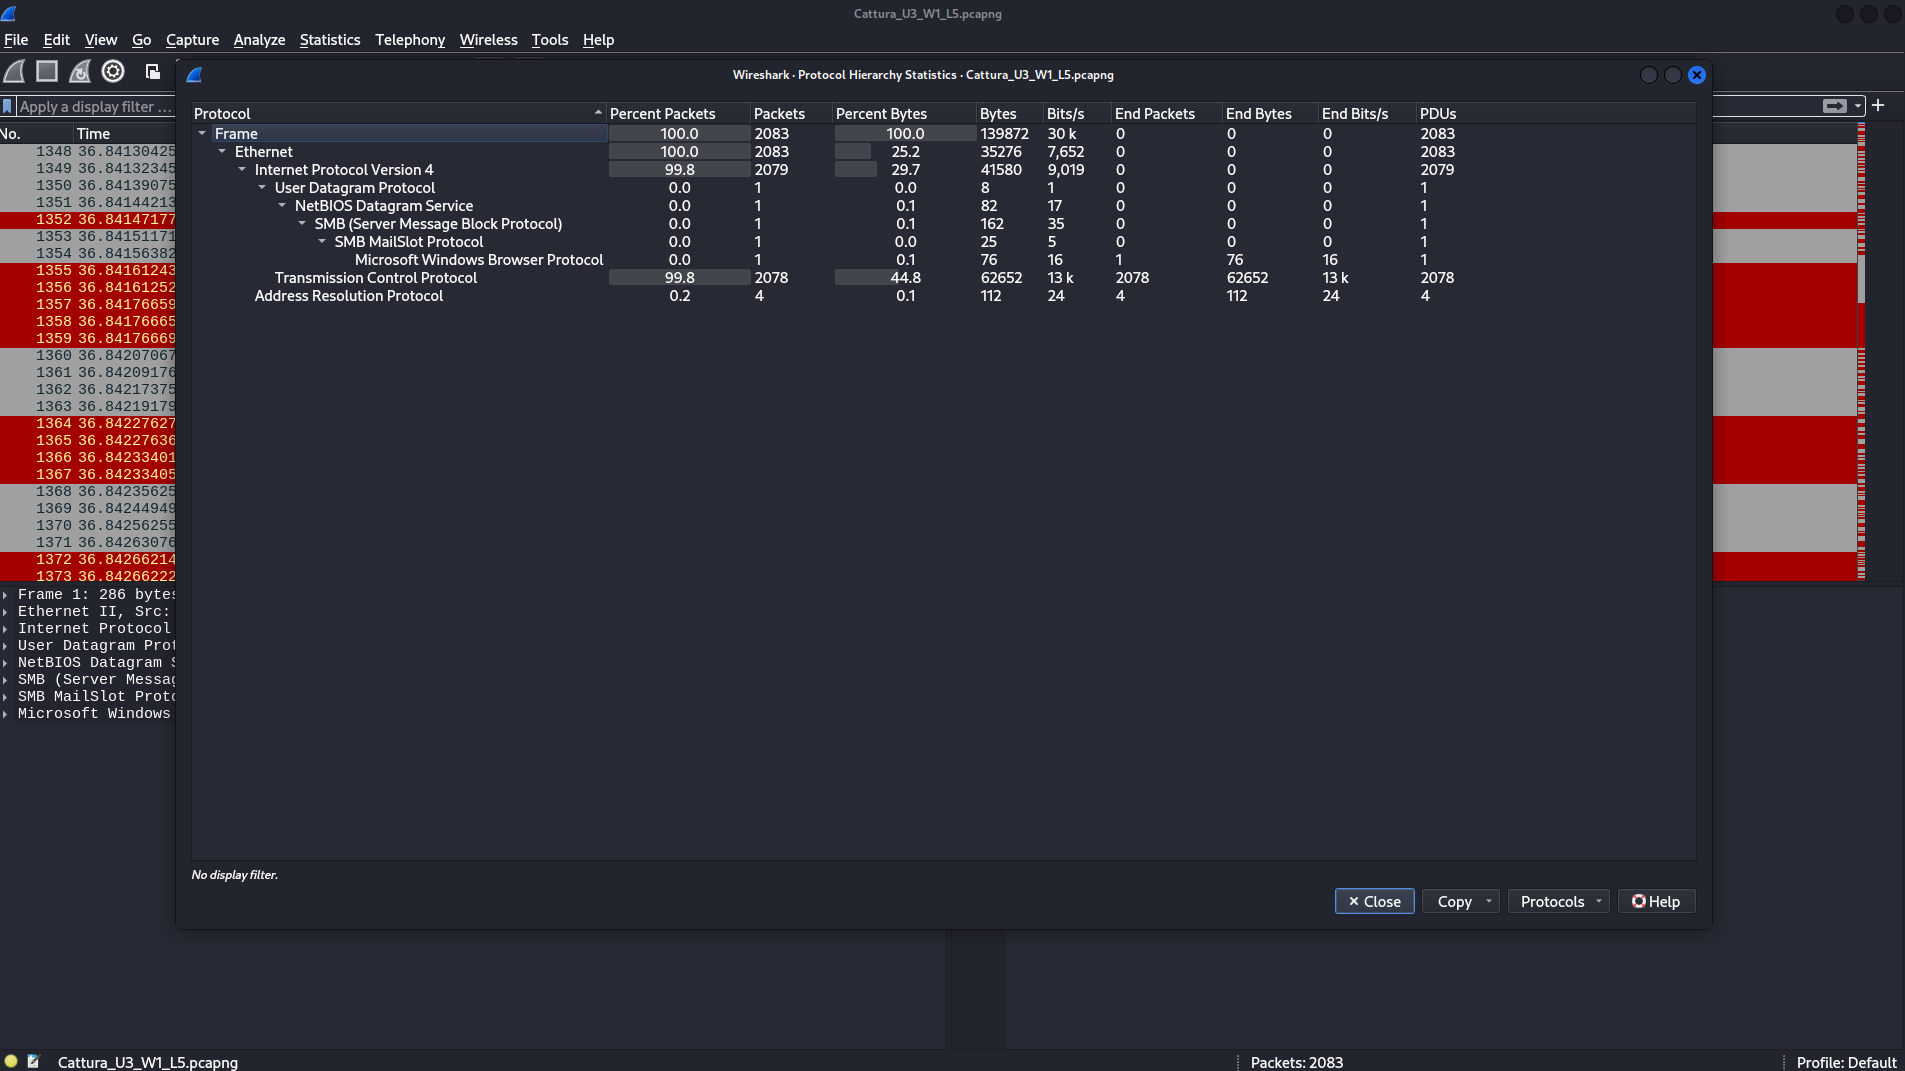 Cattura_U3_W1_L5.pcapng
File Edit View Go Capture Analyze Statistics Telephony Wireless Tools Help
Wireshark · Protocol Hierarchy Statistics · Cattura_U3_W1_L5.pcapng
Apply a display filter ...
No. Time
Protocol Percent Packets Packets Percent Bytes Bytes Bits/s End Packets End Bytes End Bits/s PDUs
Frame 100.0 2083 100.0 139872 30 k 0 0 0 2083
Ethernet 100.0 2083 25.2 35276 7,652 0 0 0 2083
Internet Protocol Version 4 99.8 2079 29.7 41580 9,019 0 0 0 2079
User Datagram Protocol 0.0 1 0.0 8 1 0 0 0 1
NetBIOS Datagram Service 0.0 1 0.1 82 17 0 0 0 1
SMB (Server Message Block Protocol) 0.0 1 0.1 162 35 0 0 0 1
SMB MailSlot Protocol 0.0 1 0.0 25 5 0 0 0 1
Microsoft Windows Browser Protocol 0.0 1 0.1 76 16 1 76 16 1
Transmission Control Protocol 99.8 2078 44.8 62652 13 k 2078 62652 13 k 2078
Address Resolution Protocol 0.2 4 0.1 112 24 4 112 24 4
1348 36.84130425
1349 36.84132345
1350 36.84139075
1351 36.84144213
1352 36.84147177
1353 36.84151171
1354 36.84156382
1355 36.84161243
1356 36.84161252
1357 36.84176659
1358 36.84176665
1359 36.84176669
1360 36.84207067
1361 36.84209176
1362 36.84217375
1363 36.84219179
1364 36.84227627
1365 36.84227636
1366 36.84233401
1367 36.84233405
1368 36.84235625
1369 36.84244949
1370 36.84256255
1371 36.84263076
1372 36.84266214
1373 36.84266222
Frame 1: 286 bytes
Ethernet II, Src:
Internet Protocol
User Datagram Prot
NetBIOS Datagram S
SMB (Server Messag
SMB MailSlot Proto
Microsoft Windows
No display filter.
Close Copy Protocols Help
Cattura_U3_W1_L5.pcapng Packets: 2083 Profile: Default